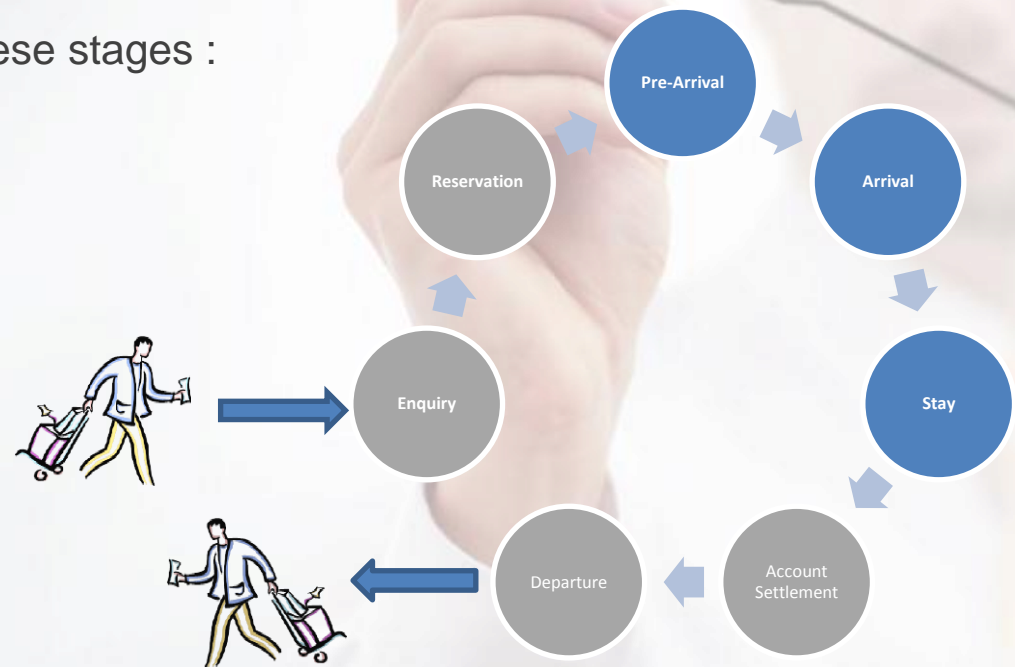 ese stages :
Pre-Arrival
Reservation
Arrival
Enquiry
Stay
Departure
Account
Settlement